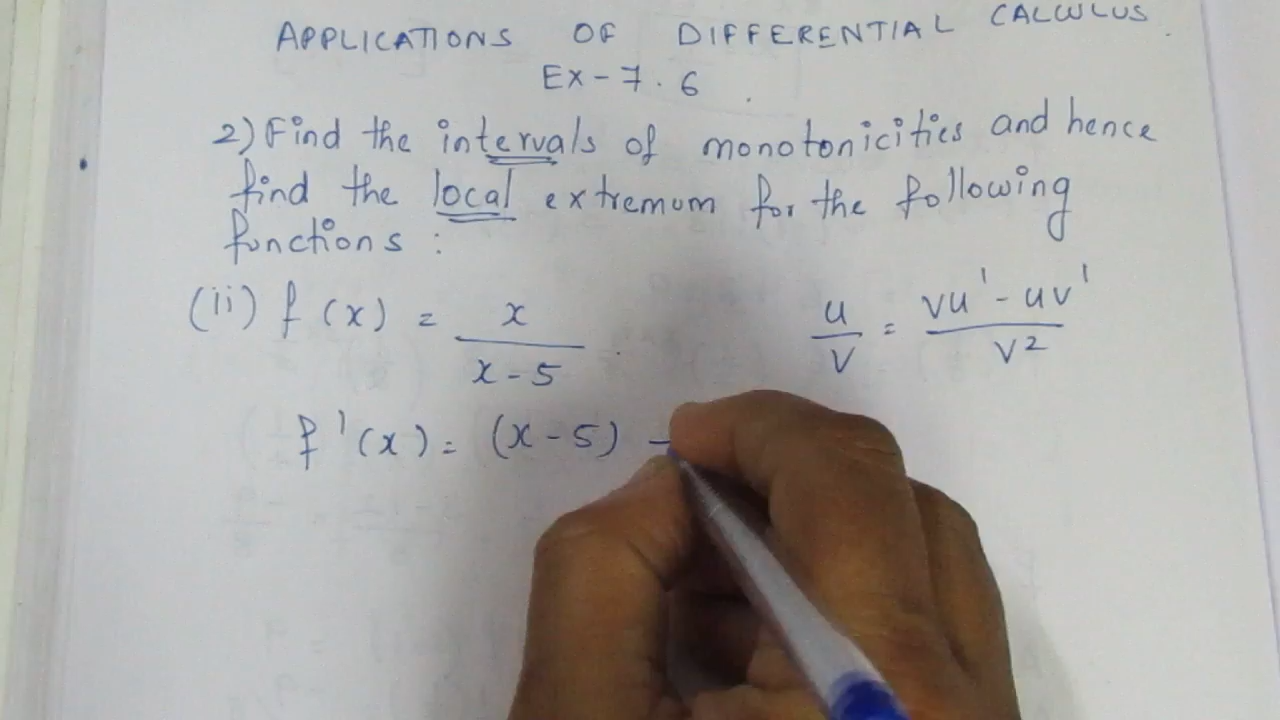 APPLICATIONS OF DIFFERENTIAL CALCULUS
Ex-7.6
2) Find the intervals of monotonicities and hence
find the local extremum for the following
functions :
(ii) f(x) = x / x-5
u/v = vu' - uv' / v²
f'(x) = (x-5) -